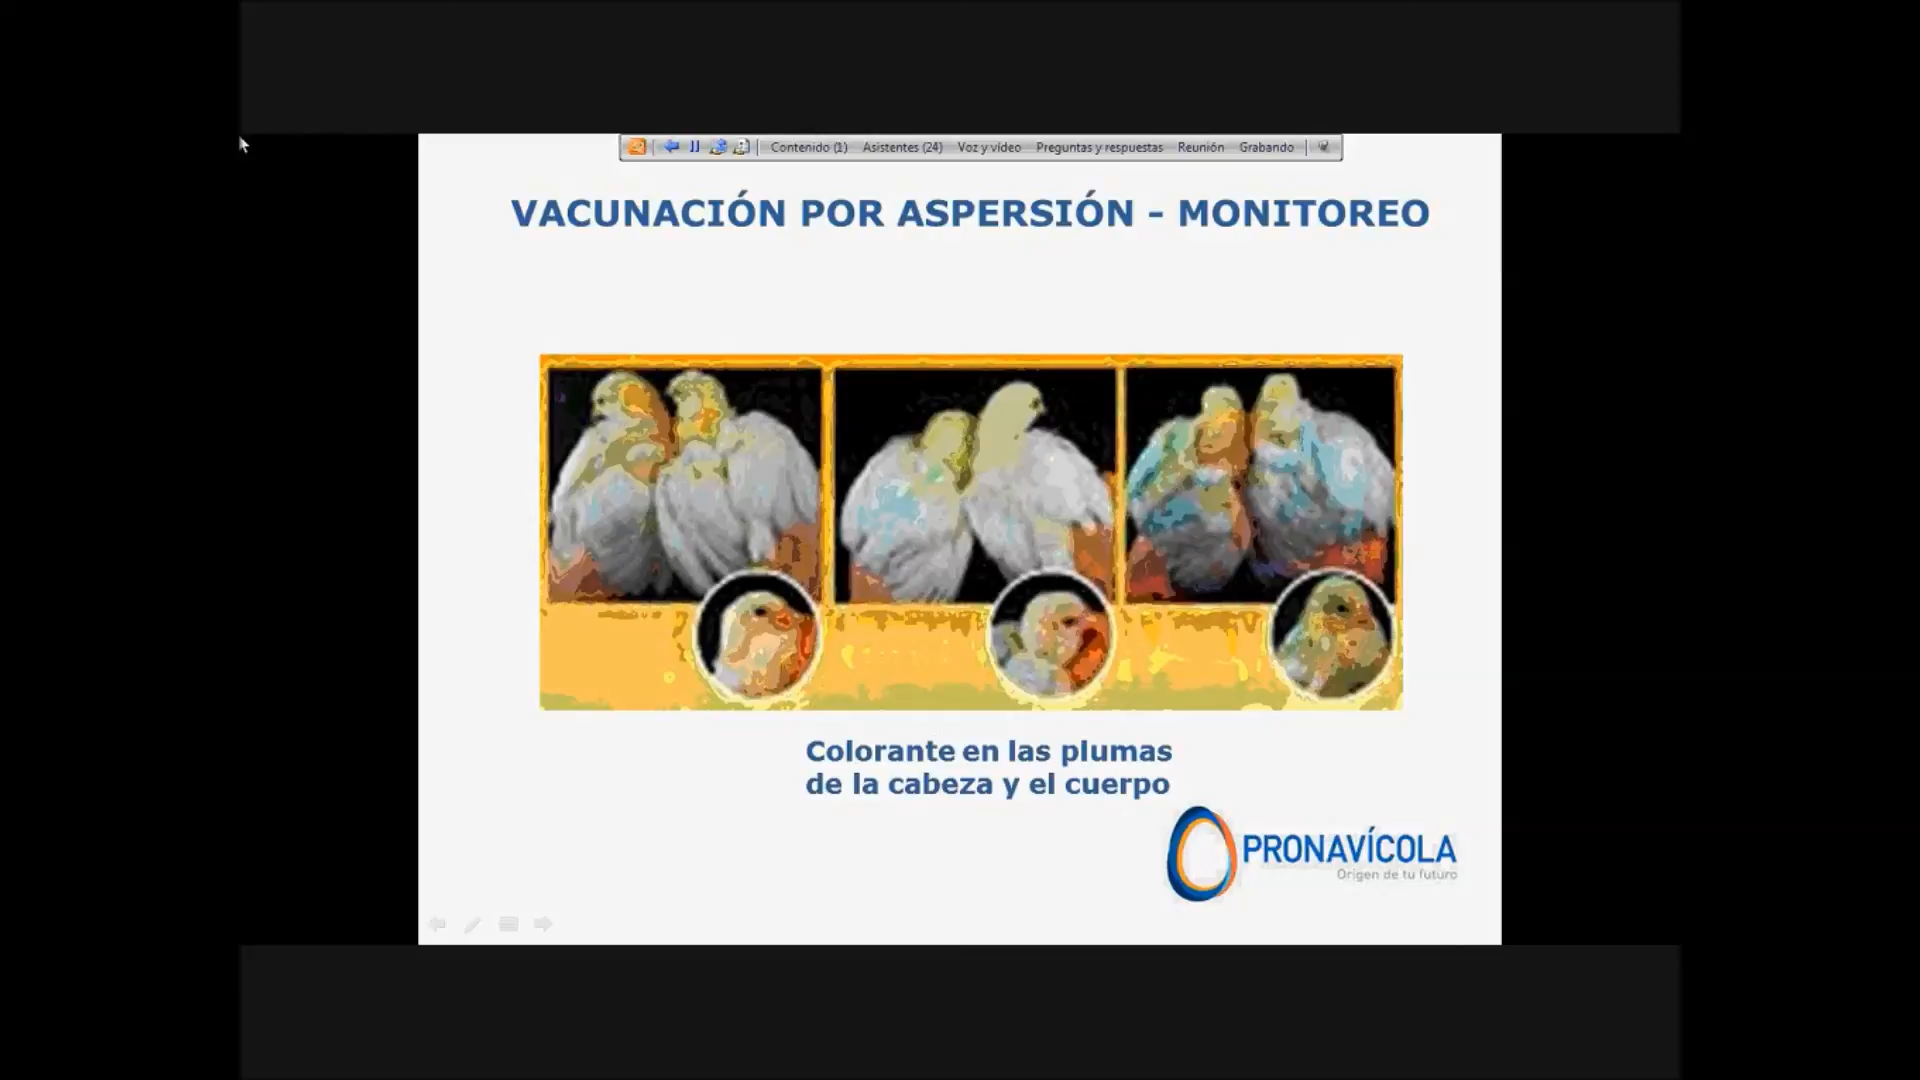 Contenido (1) Asistentes (24) Voz y vídeo Preguntas y respuestas Reunión Grabando
VACUNACIÓN POR ASPERSIÓN - MONITOREO
Colorante en las plumas
de la cabeza y el cuerpo
PRONAVÍCOLA
Origen de tu futuro